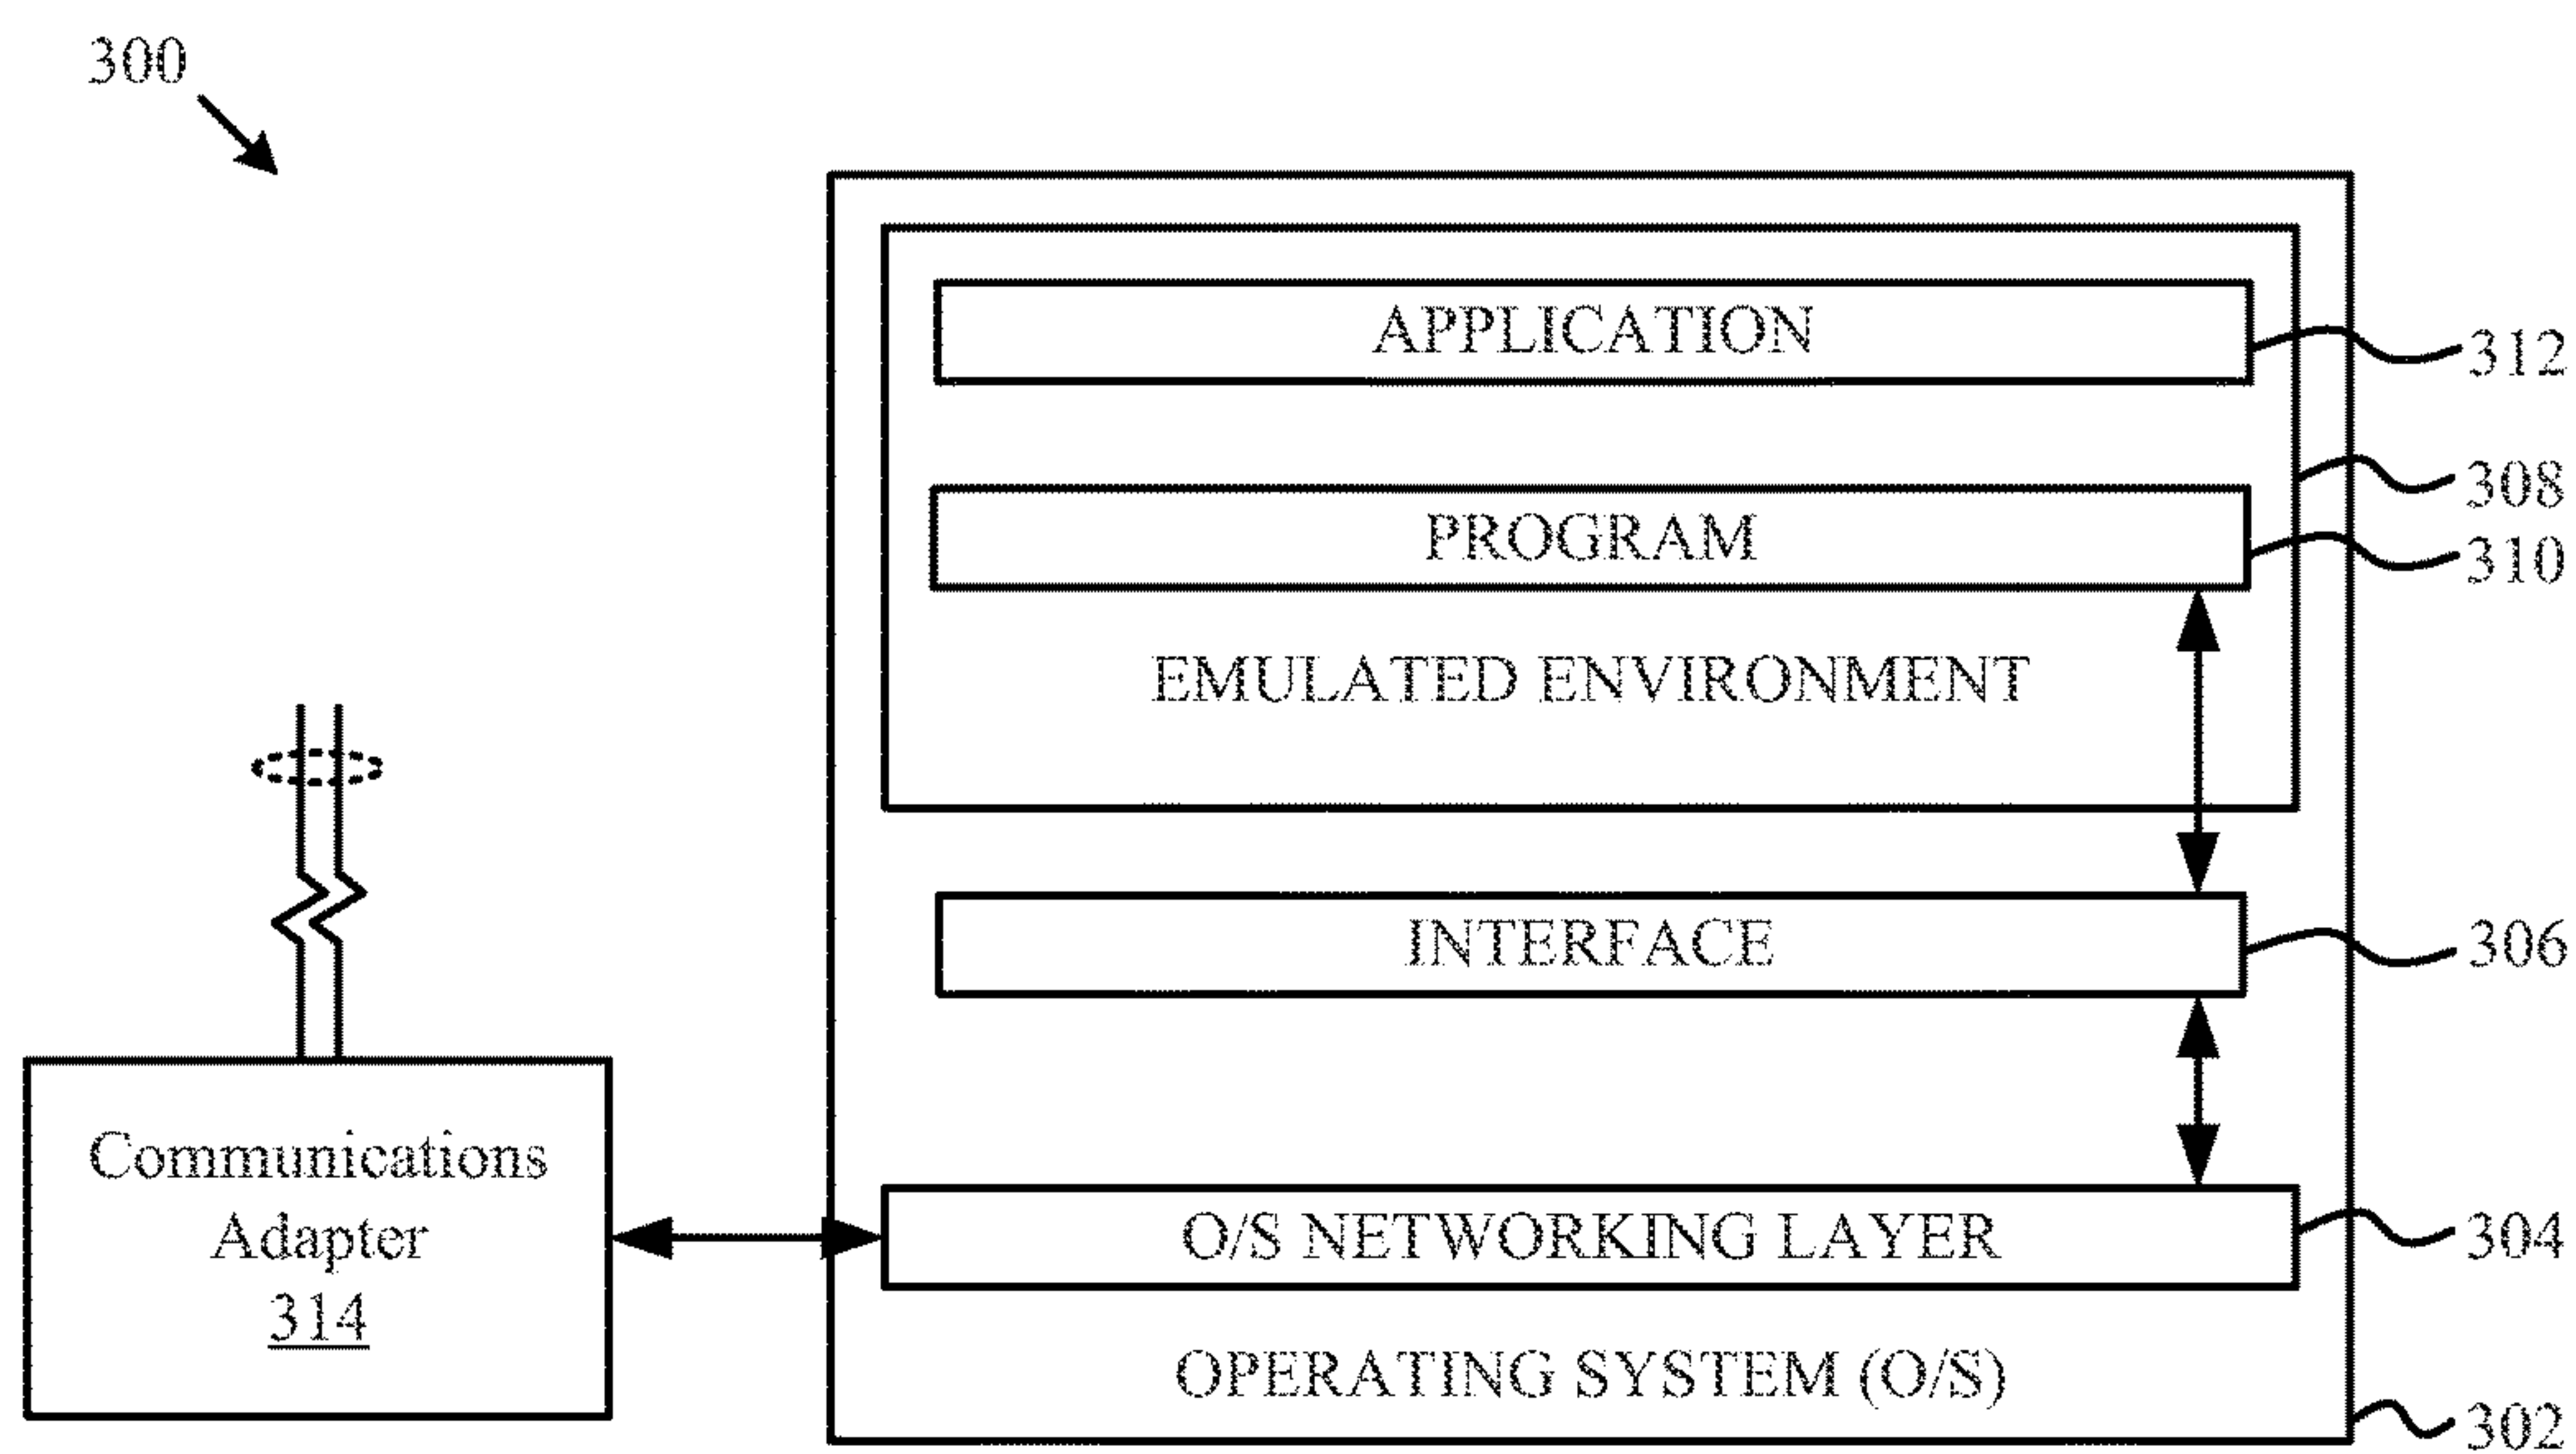 300
APPLICATION
312
308
PROGRAM
310
EMULATED ENVIRONMENT
INTERFACE
306
Communications
Adapter
314
O/S NETWORKING LAYER
304
OPERATING SYSTEM (O/S)
302